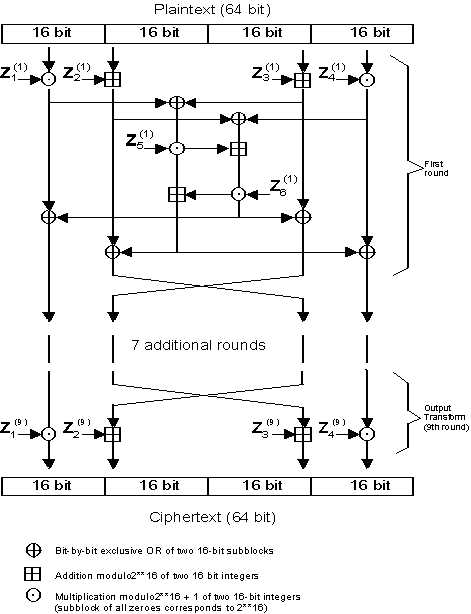 Plaintext (64 bit)
16 bit 16 bit 16 bit 16 bit
Z1(1) Z2(1) Z3(1) Z4(1)
Z5(1)
First
round
Z6(1)
7 additional rounds
Output
Transform
(9th round)
Z1(9) Z2(9) Z3(9) Z4(9)
16 bit 16 bit 16 bit 16 bit
Ciphertext (64 bit)
Bit-by-bit exclusive OR of two 16-bit subblocks
Addition modulo2**16 of two 16 bit integers
Multiplication modulo2**16 + 1 of two 16-bit integers
(subblock of all zeroes corresponds to 2**16)